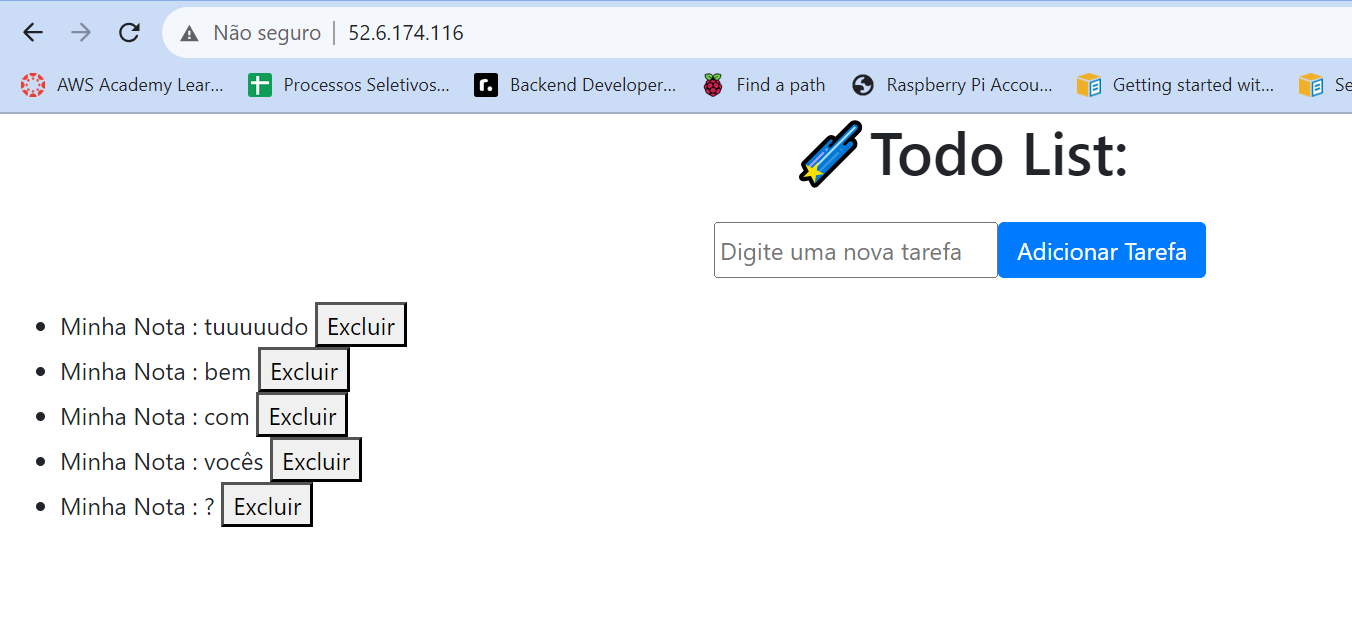 Não seguro | 52.6.174.116
AWS Academy Lear... Processos Seletivos... Backend Developer... Find a path Raspberry Pi Accou... Getting started wit... Se
Todo List:
Digite uma nova tarefa Adicionar Tarefa
Minha Nota : tuuuuudo Excluir
Minha Nota : bem Excluir
Minha Nota : com Excluir
Minha Nota : vocês Excluir
Minha Nota : ? Excluir